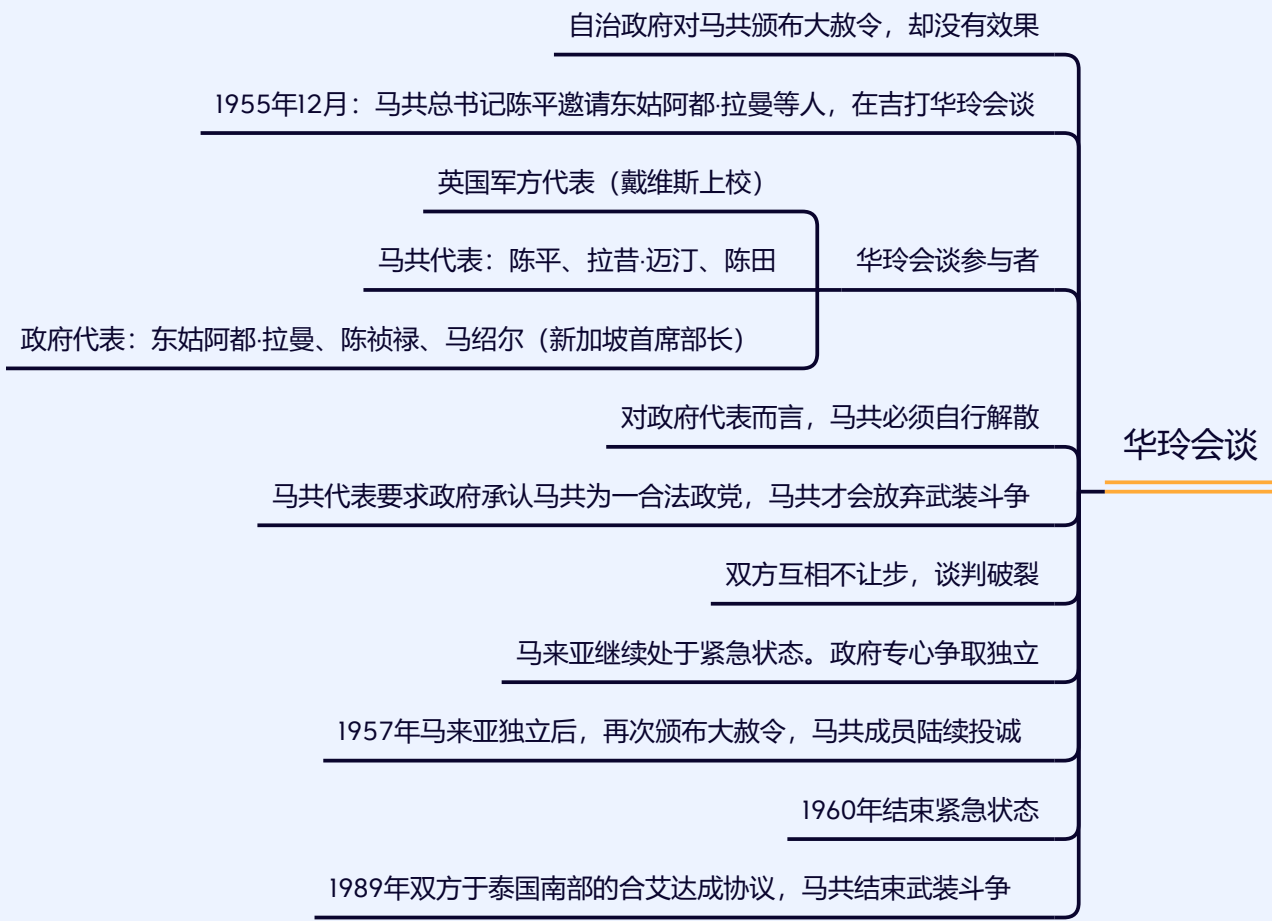 自治政府对马共颁布大赦令，却没有效果
1955年12月：马共总书记陈平邀请东姑阿都·拉曼等人，在吉打华玲会谈
英国军方代表（戴维斯上校）
马共代表：陈平、拉昔·迈汀、陈田
华玲会谈参与者
政府代表：东姑阿都·拉曼、陈祯禄、马绍尔（新加坡首席部长）
对政府代表而言，马共必须自行解散
华玲会谈
马共代表要求政府承认马共为一合法政党，马共才会放弃武装斗争
双方互相不让步，谈判破裂
马来亚继续处于紧急状态。政府专心争取独立
1957年马来亚独立后，再次颁布大赦令，马共成员陆续投诚
1960年结束紧急状态
1989年双方于泰国南部的合艾达成协议，马共结束武装斗争